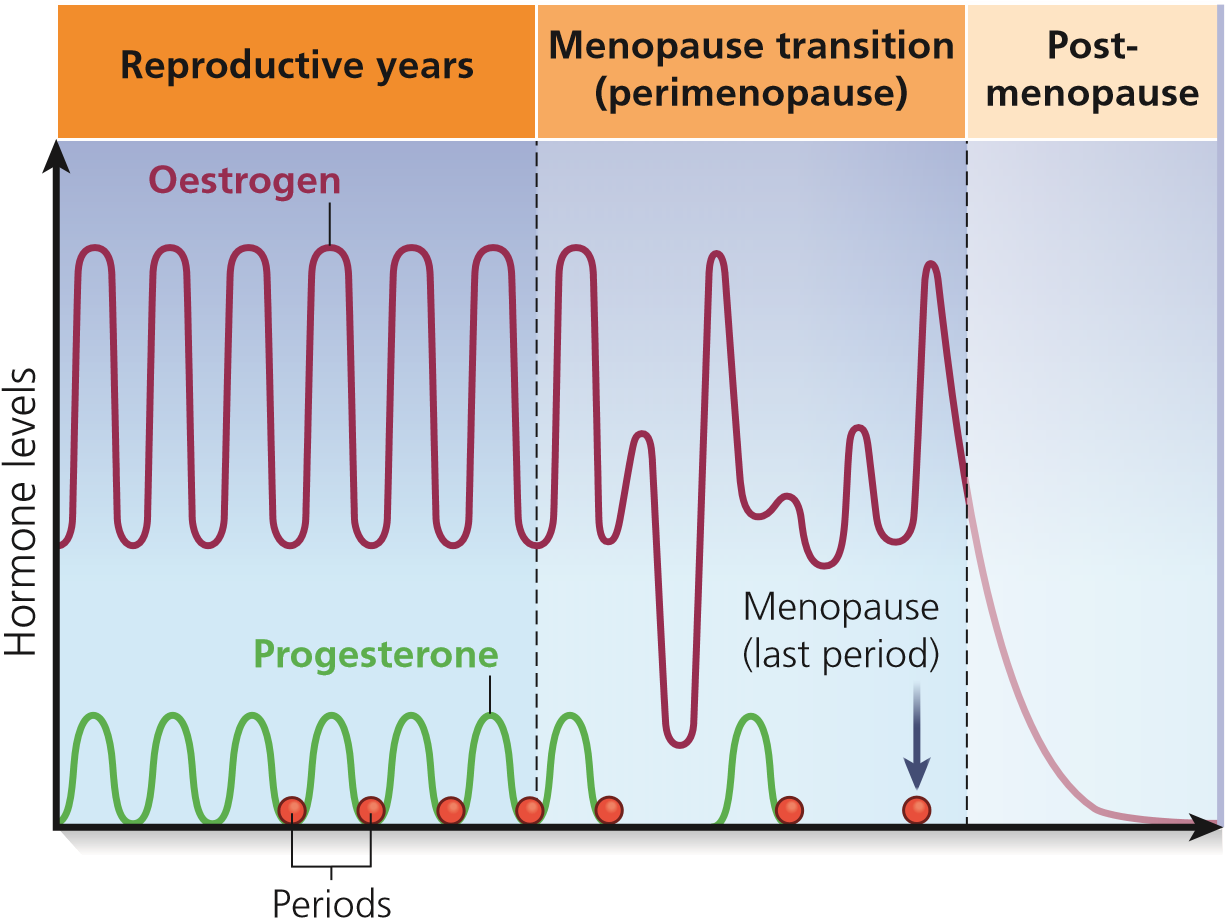 Reproductive years
Menopause transition
(perimenopause)
Post-
menopause
Oestrogen
Hormone levels
Progesterone
Menopause
(last period)
Periods